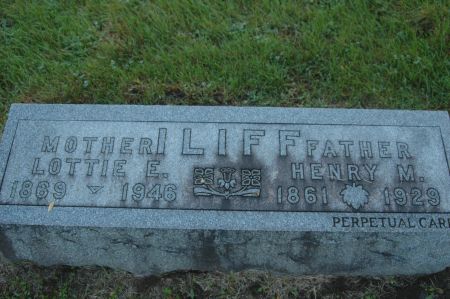 ILIFF
MOTHER FATHER
LOTTIE E. HENRY M.
1869 1946 1861 1929
PERPETUAL CARE